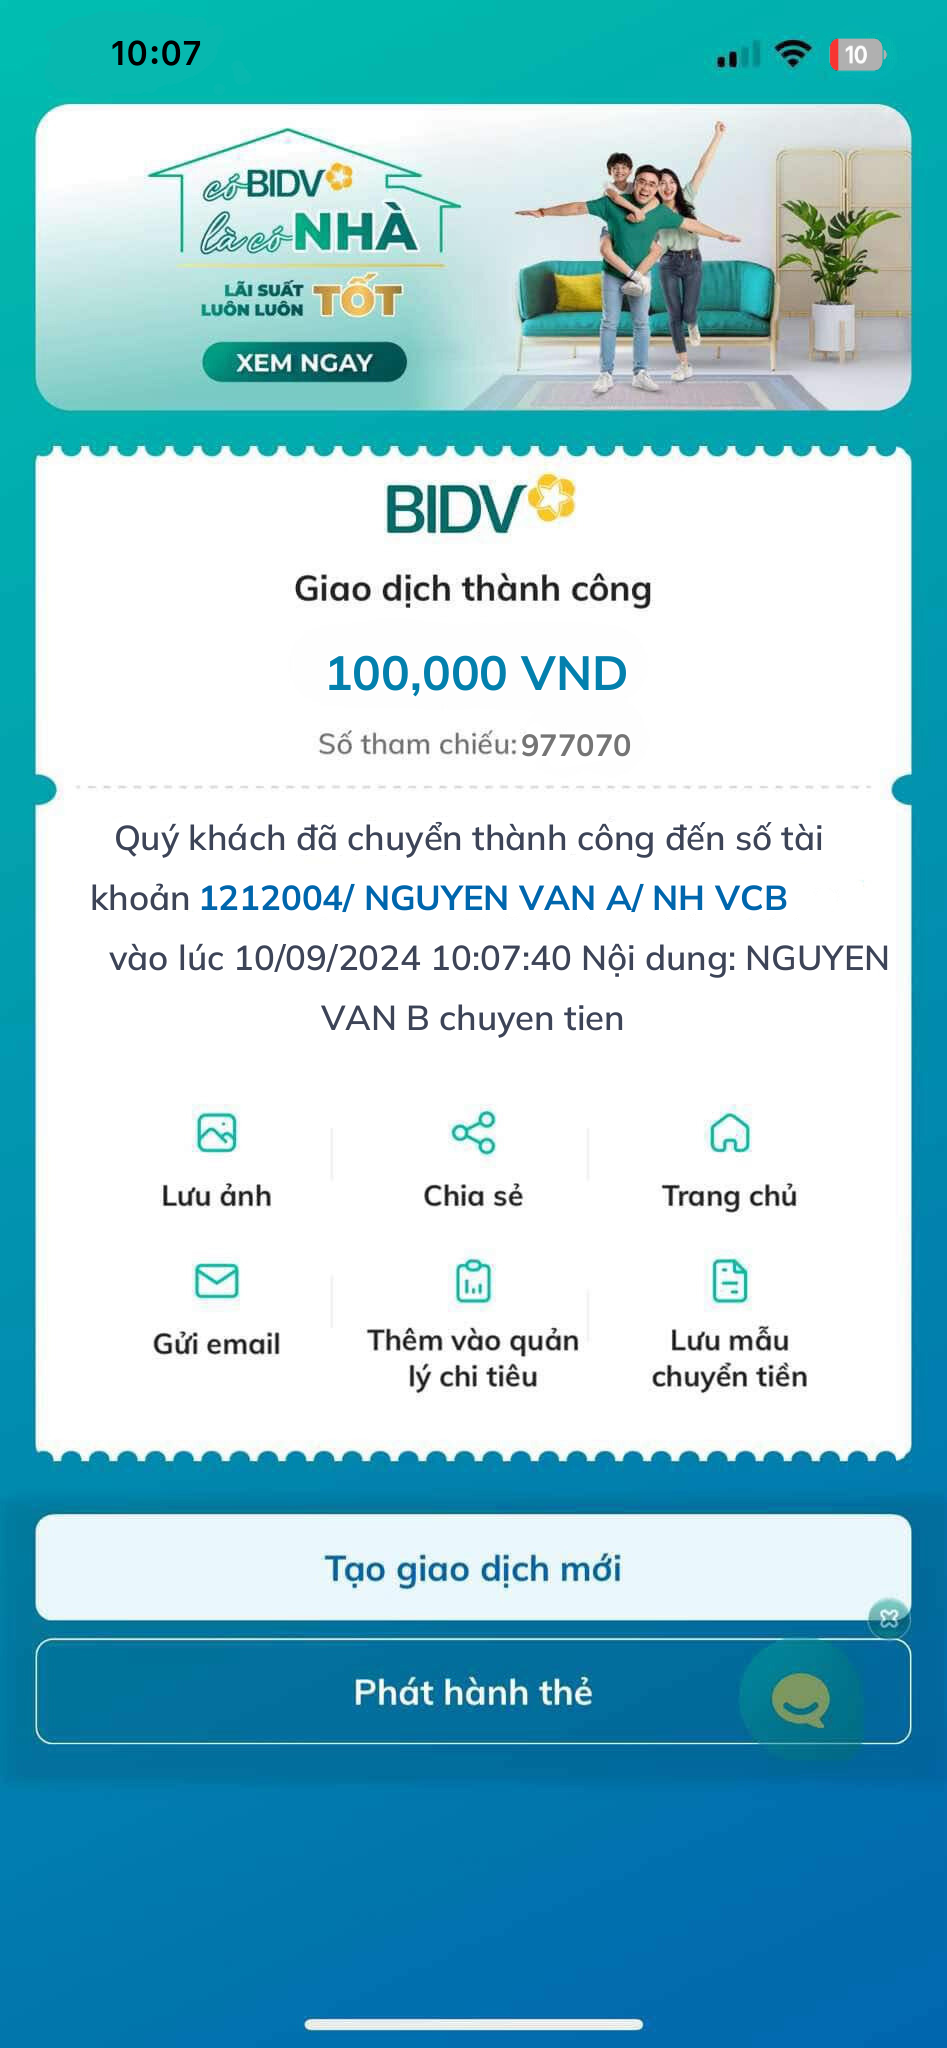 10:07
10
có BIDV
là có NHÀ
LÃI SUẤT
LUÔN LUÔN TỐT
XEM NGAY
BIDV
Giao dịch thành công
100,000 VND
Số tham chiếu: 977070
Quý khách đã chuyển thành công đến số tài
khoản 1212004/ NGUYEN VAN A/ NH VCB
vào lúc 10/09/2024 10:07:40 Nội dung: NGUYEN
VAN B chuyen tien
Lưu ảnh
Chia sẻ
Trang chủ
Gửi email
Thêm vào quản
lý chi tiêu
Lưu mẫu
chuyển tiền
Tạo giao dịch mới
Phát hành thẻ